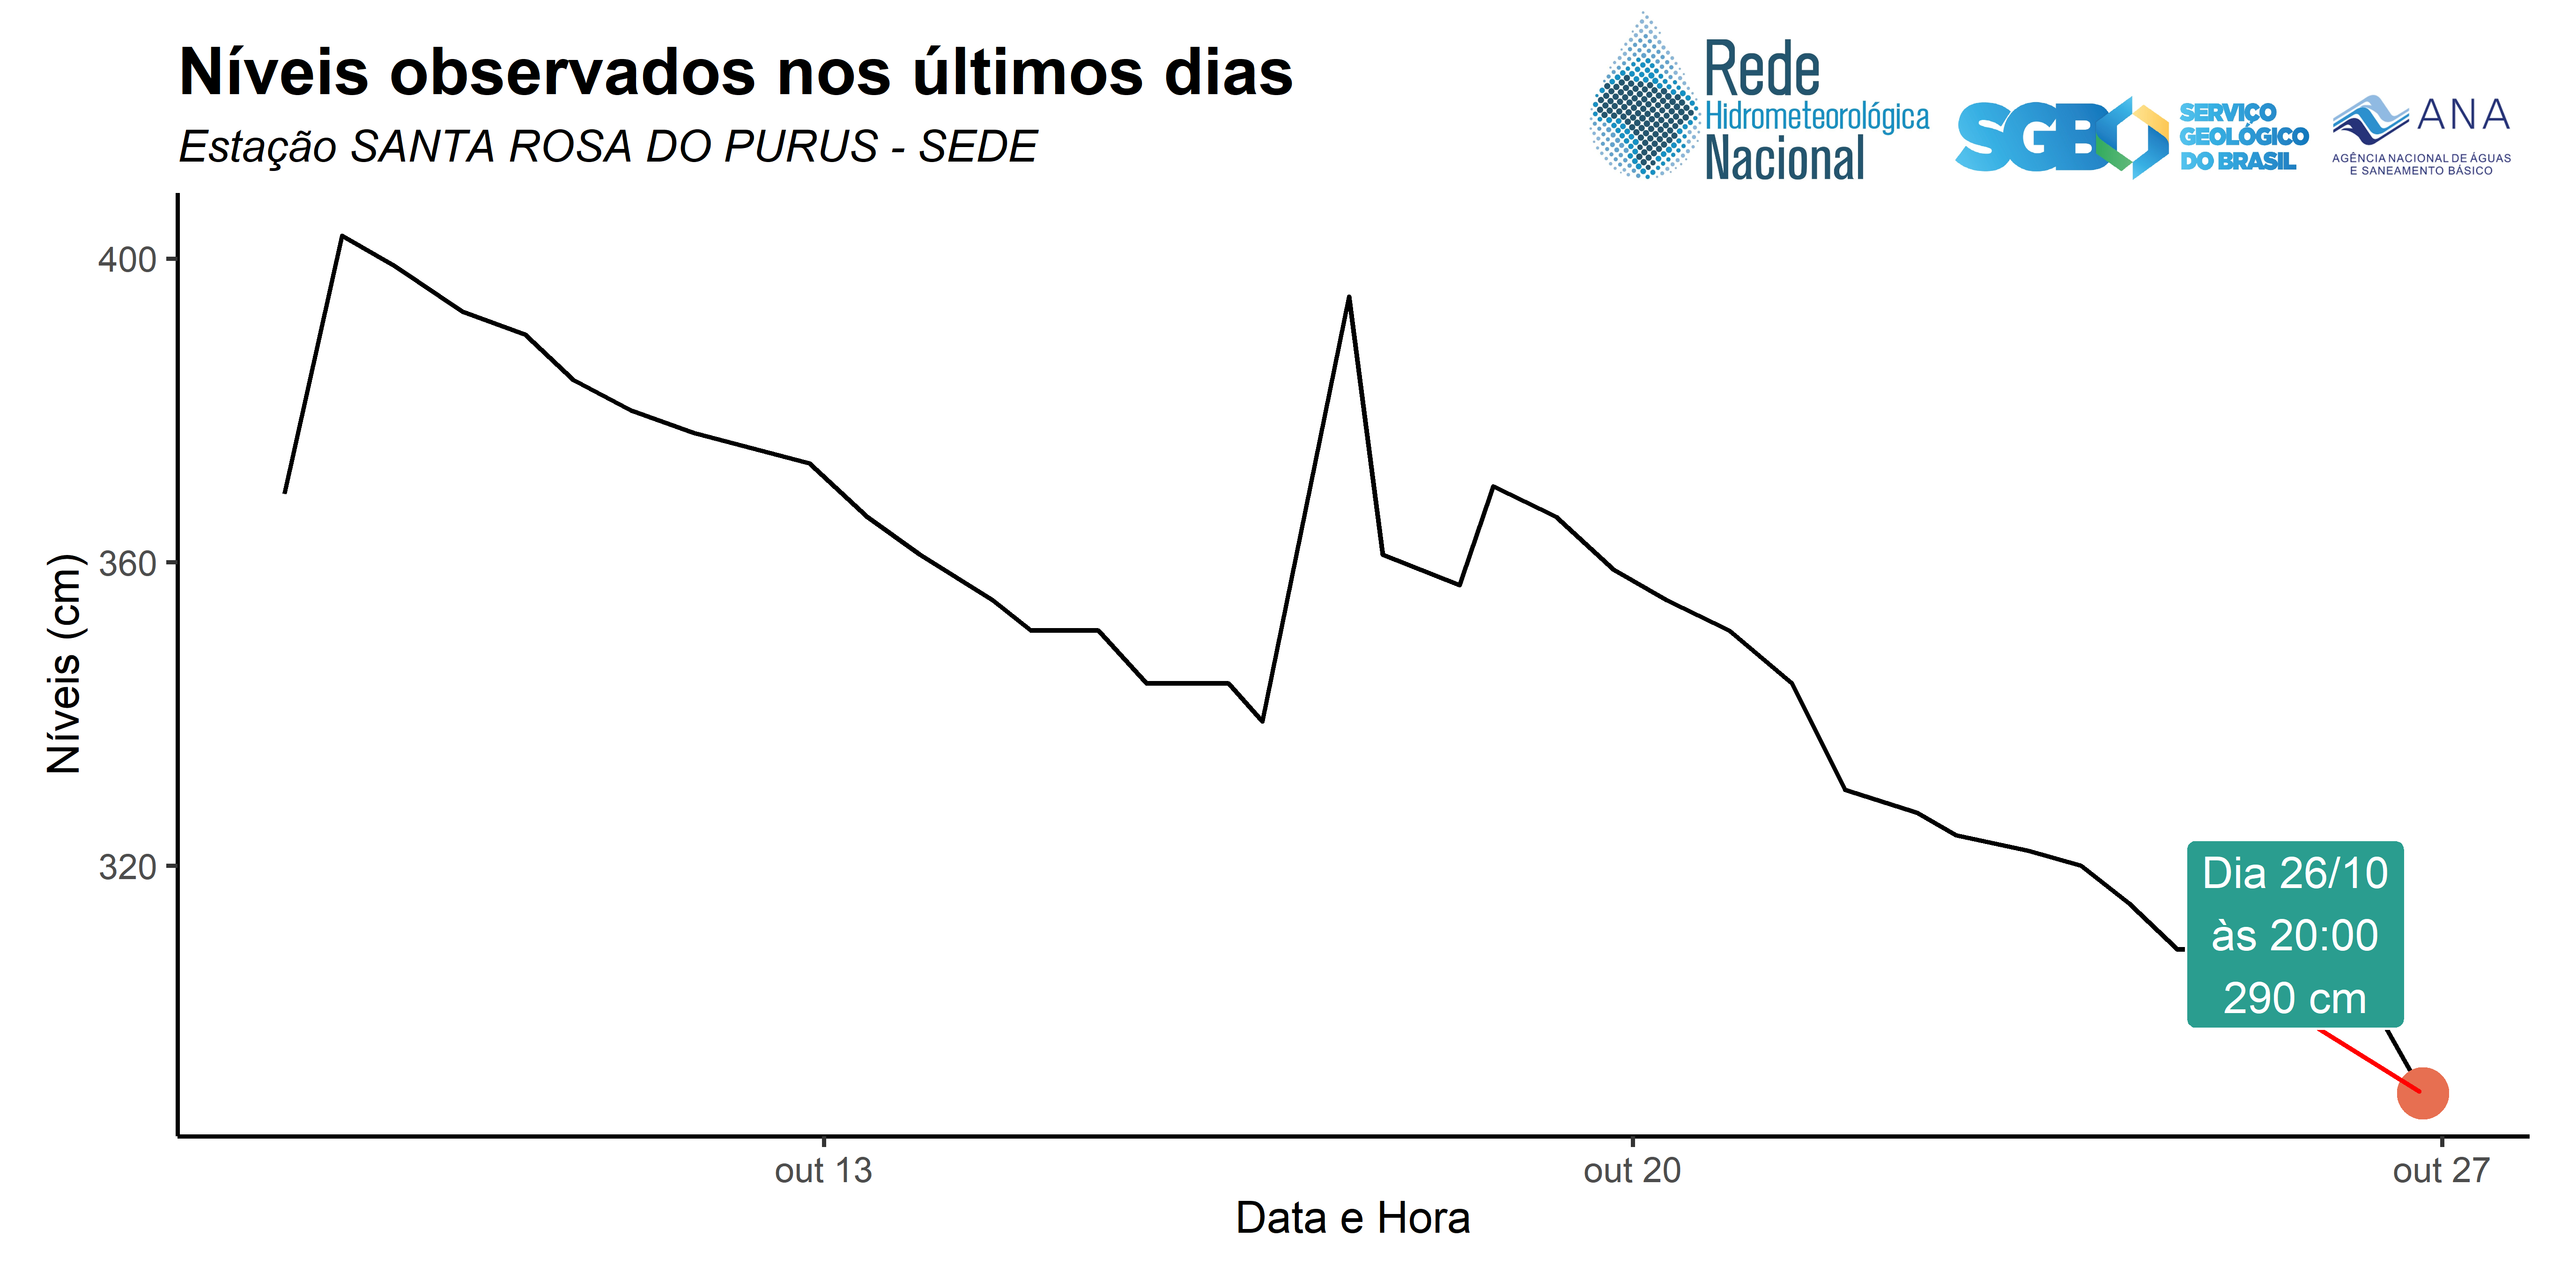 Níveis observados nos últimos dias
Estação SANTA ROSA DO PURUS - SEDE
Rede
Hidrometeorológica
Nacional
SGB
SERVIÇO
GEOLÓGICO
DO BRASIL
ANA
AGÊNCIA NACIONAL DE ÁGUAS
E SANEAMENTO BÁSICO
Níveis (cm)
400
360
320
Dia 26/10
às 20:00
290 cm
out 13
out 20
out 27
Data e Hora